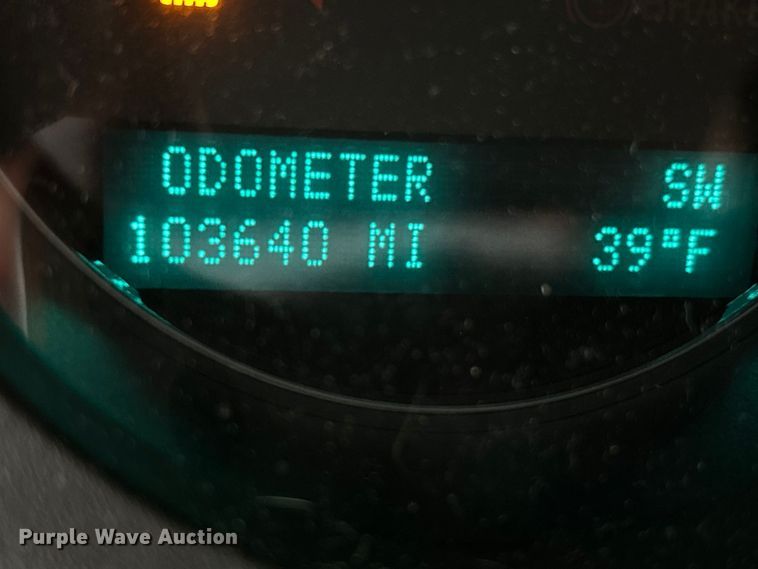 ODOMETER SW
103640 MI 39°F
Purple Wave Auction